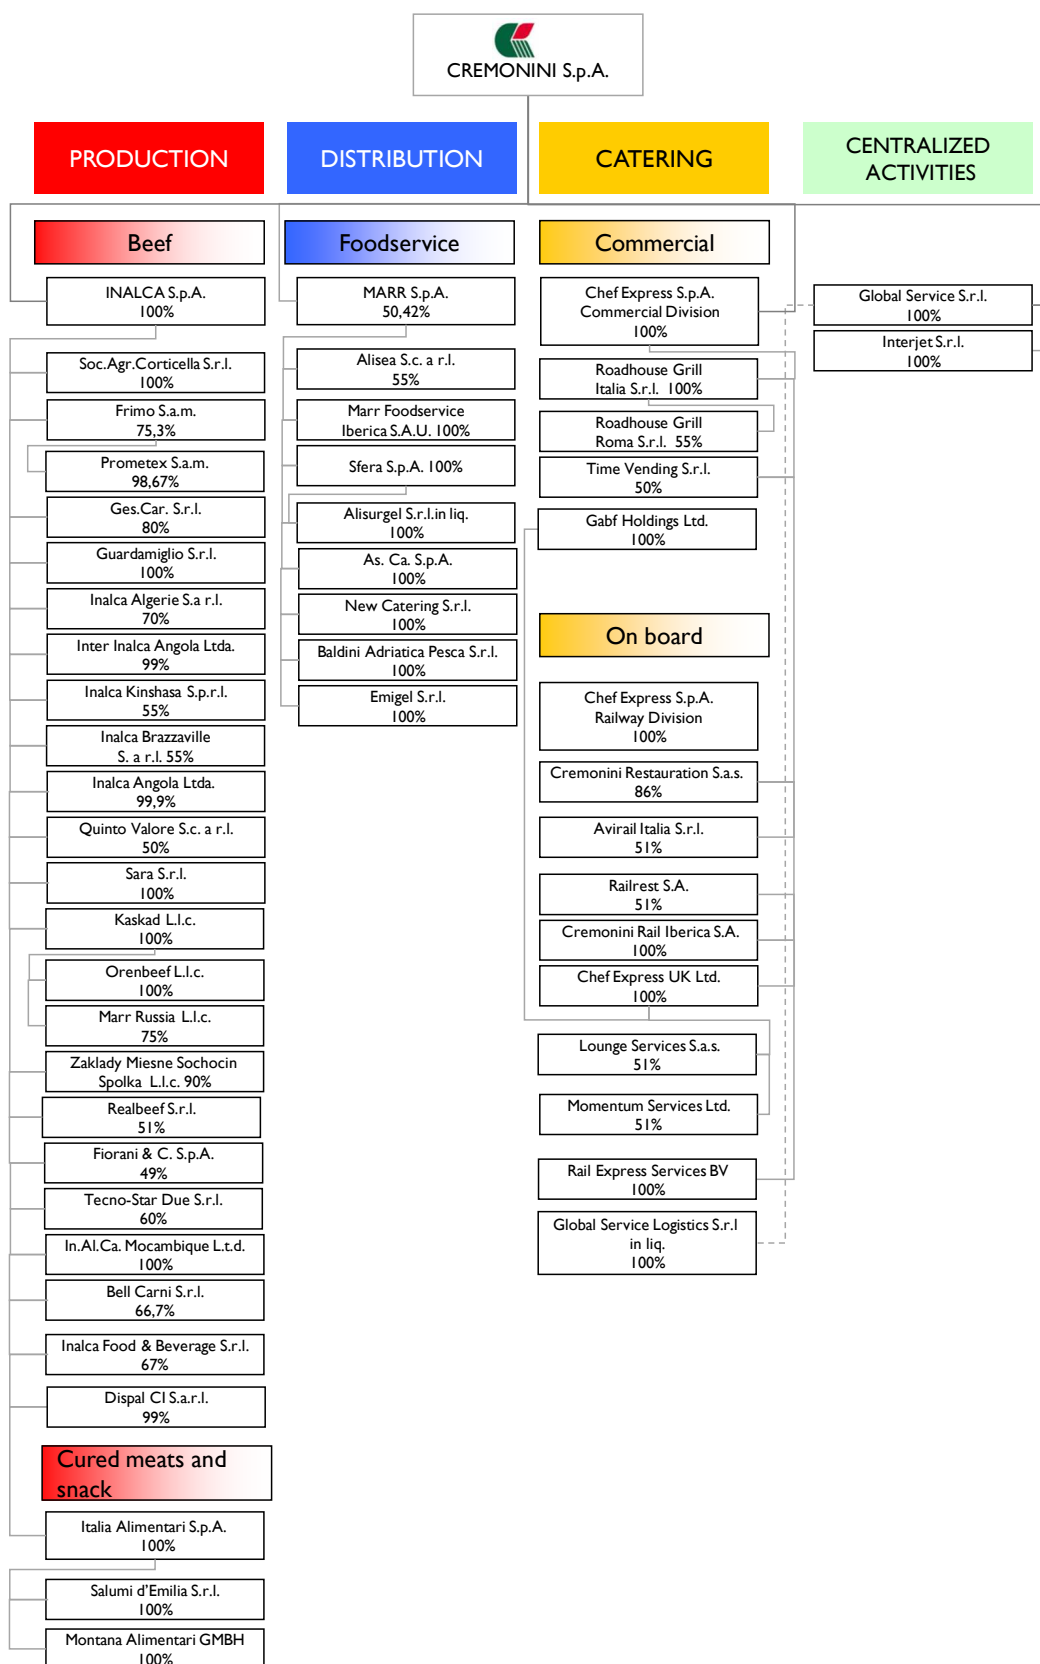 CREMONINI S.p.A.
PRODUCTION
DISTRIBUTION
CATERING
CENTRALIZED
ACTIVITIES
Beef
INALCA S.p.A.
100%
Soc.Agr.Corticella S.r.l.
100%
Frimo S.a.m.
75,3%
Prometex S.a.m.
98,67%
Ges.Car. S.r.l.
80%
Guardamiglio S.r.l.
100%
Inalca Algerie S.a r.l.
70%
Inter Inalca Angola Ltda.
99%
Inalca Kinshasa S.p.r.l.
55%
Inalca Brazzaville
S. a r.l. 55%
Inalca Angola Ltda.
99,9%
Quinto Valore S.c. a r.l.
50%
Sara S.r.l.
100%
Kaskad L.l.c.
100%
Orenbeef L.l.c.
100%
Marr Russia L.l.c.
75%
Zaklady Miesne Sochocin
Spolka L.l.c. 90%
Realbeef S.r.l.
51%
Fiorani & C. S.p.A.
49%
Tecno-Star Due S.r.l.
60%
In.Al.Ca. Mocambique L.t.d.
100%
Bell Carni S.r.l.
66,7%
Inalca Food & Beverage S.r.l.
67%
Dispal CI S.a.r.l.
99%
Cured meats and
snack
Italia Alimentari S.p.A.
100%
Salumi d'Emilia S.r.l.
100%
Montana Alimentari GMBH
100%
Foodservice
MARR S.p.A.
50,42%
Alisea S.c. a r.l.
55%
Marr Foodservice
Iberica S.A.U. 100%
Sfera S.p.A. 100%
Alisurgel S.r.l.in liq.
100%
As. Ca. S.p.A.
100%
New Catering S.r.l.
100%
Baldini Adriatica Pesca S.r.l.
100%
Emigel S.r.l.
100%
Commercial
Chef Express S.p.A.
Commercial Division
100%
Roadhouse Grill
Italia S.r.l. 100%
Roadhouse Grill
Roma S.r.l. 55%
Time Vending S.r.l.
50%
Gabf Holdings Ltd.
100%
On board
Chef Express S.p.A.
Railway Division
100%
Cremonini Restauration S.a.s.
86%
Avirail Italia S.r.l.
51%
Railrest S.A.
51%
Cremonini Rail Iberica S.A.
100%
Chef Express UK Ltd.
100%
Lounge Services S.a.s.
51%
Momentum Services Ltd.
51%
Rail Express Services BV
100%
Global Service Logistics S.r.l
in liq.
100%
Global Service S.r.l.
100%
Interjet S.r.l.
100%